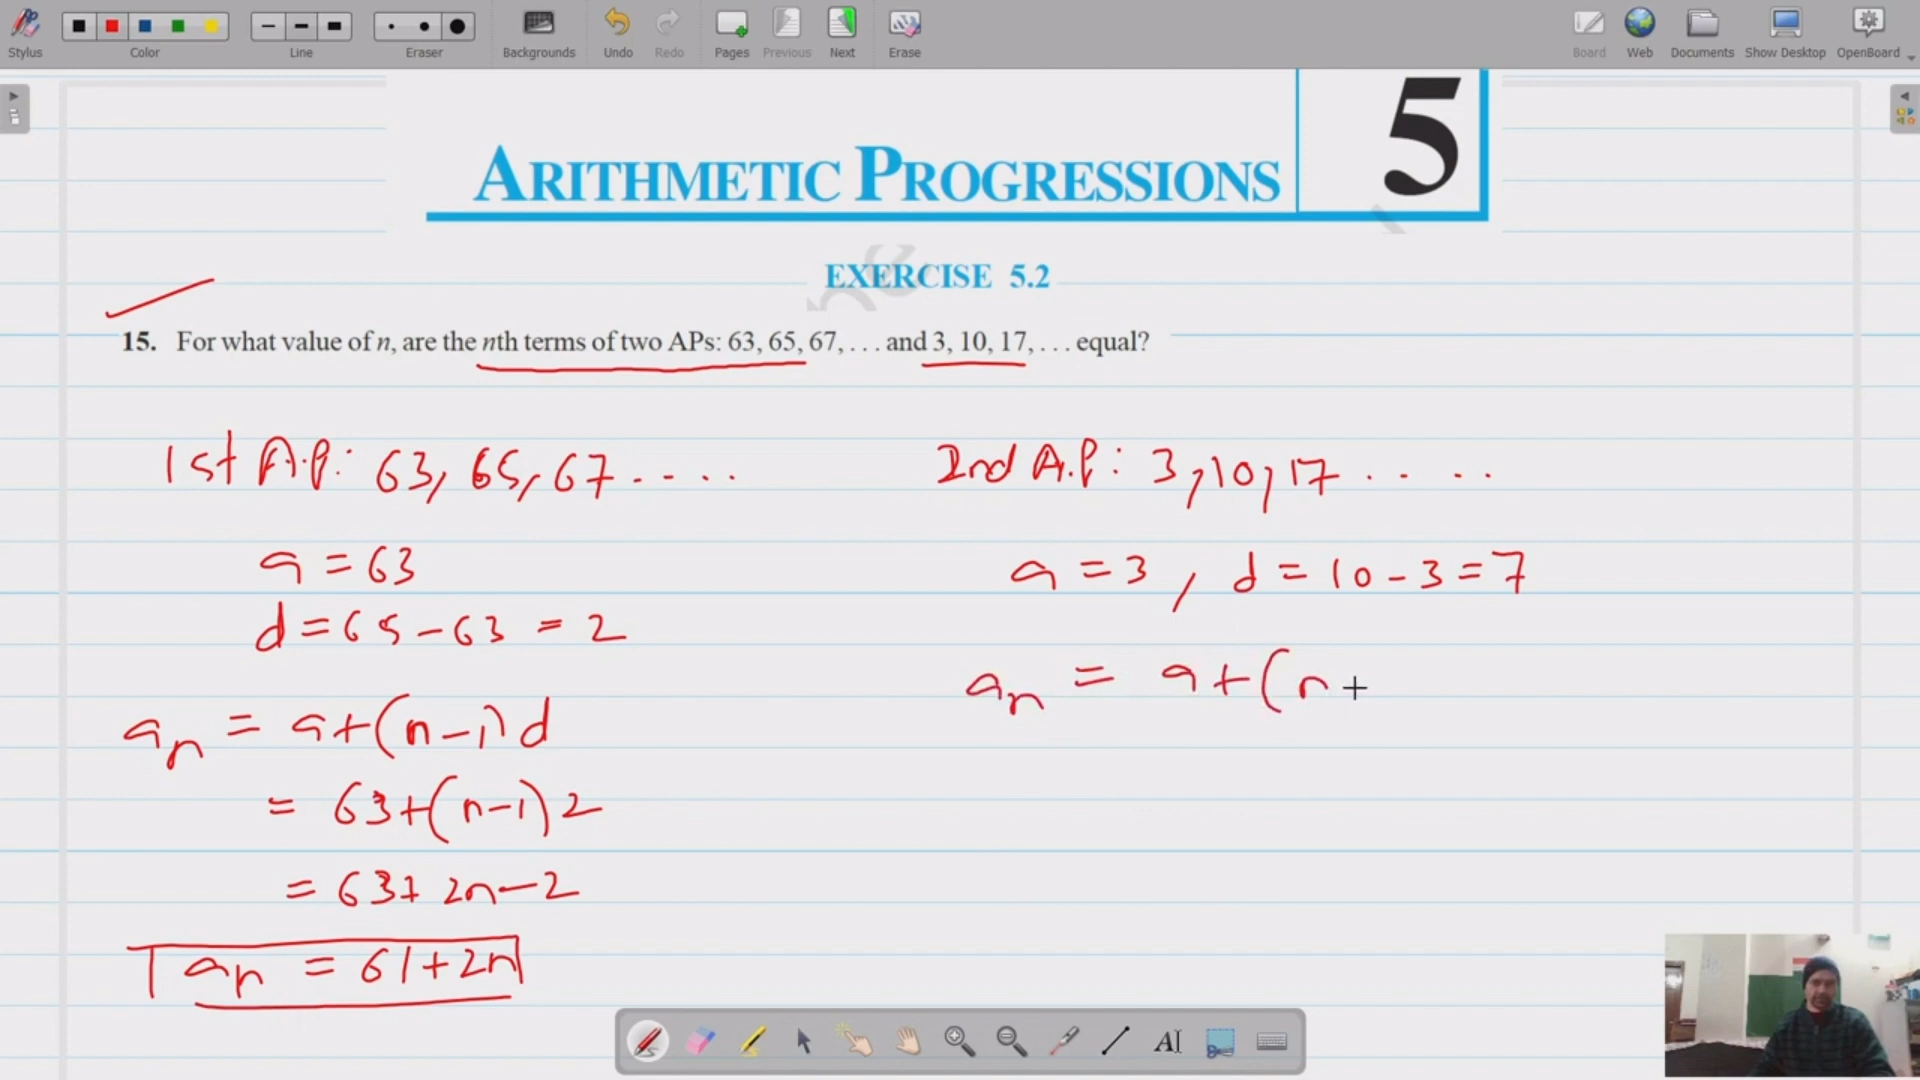 Stylus Color Line Eraser Backgrounds Undo Redo Pages Previous Next Erase Board Web Documents Show Desktop OpenBoard
ARITHMETIC PROGRESSIONS 5
EXERCISE 5.2
15. For what value of n, are the nth terms of two APs: 63, 65, 67, . . . and 3, 10, 17, . . . equal?
1st A.P: 63, 65, 67 . . . .
a = 63
d = 65 - 63 = 2
an = a+(n-1)d
= 63+(n-1)2
= 63+2n-2
an = 61+2n
2nd A.P: 3, 10, 17 . . . .
a = 3, d = 10-3=7
an = a+(n